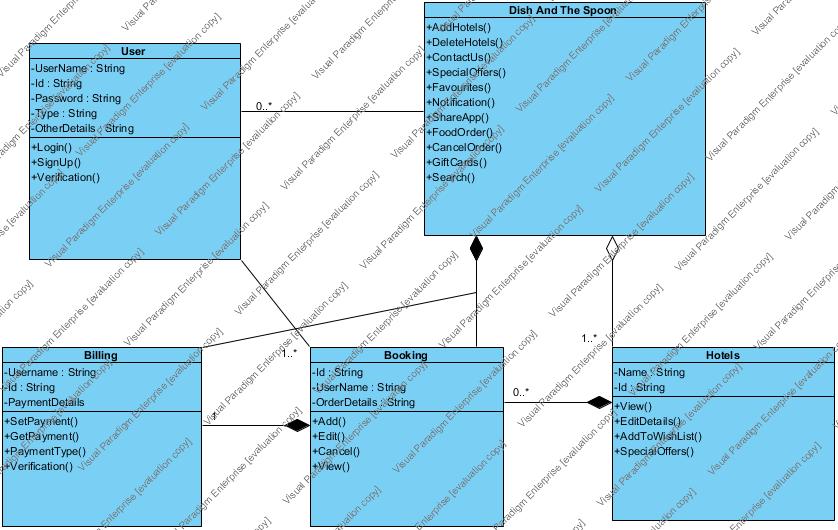 Dish And The Spoon
+AddHotels()
+DeleteHotels()
+ContactUs()
+SpecialOffers()
+Favourites()
+Notification()
+ShareApp()
+FoodOrder()
+CancelOrder()
+GiftCards()
+Search()
User
-UserName : String
-Id : String
-Password : String
-Type : String
-OtherDetails : String
+Login()
+SignUp()
+Verification()
0..*
1..*
1..*
Billing
-Username : String
-Id : String
-PaymentDetails
+SetPayment()
+GetPayment()
+PaymentType()
+Verification()
1
Booking
-Id : String
-UserName : String
-OrderDetails : String
+Add()
+Edit()
+Cancel()
+View()
0..*
Hotels
-Name : String
-Id : String
+View()
+EditDetails()
+AddToWishList()
+SpecialOffers()
Visual Paradigm Enterprise [evaluation copy]